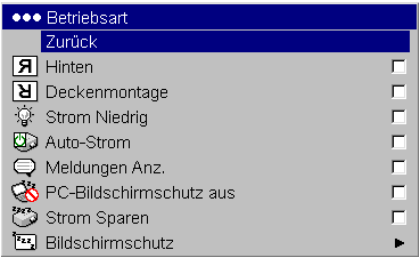 Betriebsart
Zurück
Hinten
Deckenmontage
Strom Niedrig
Auto-Strom
Meldungen Anz.
PC-Bildschirmschutz aus
Strom Sparen
Bildschirmschutz